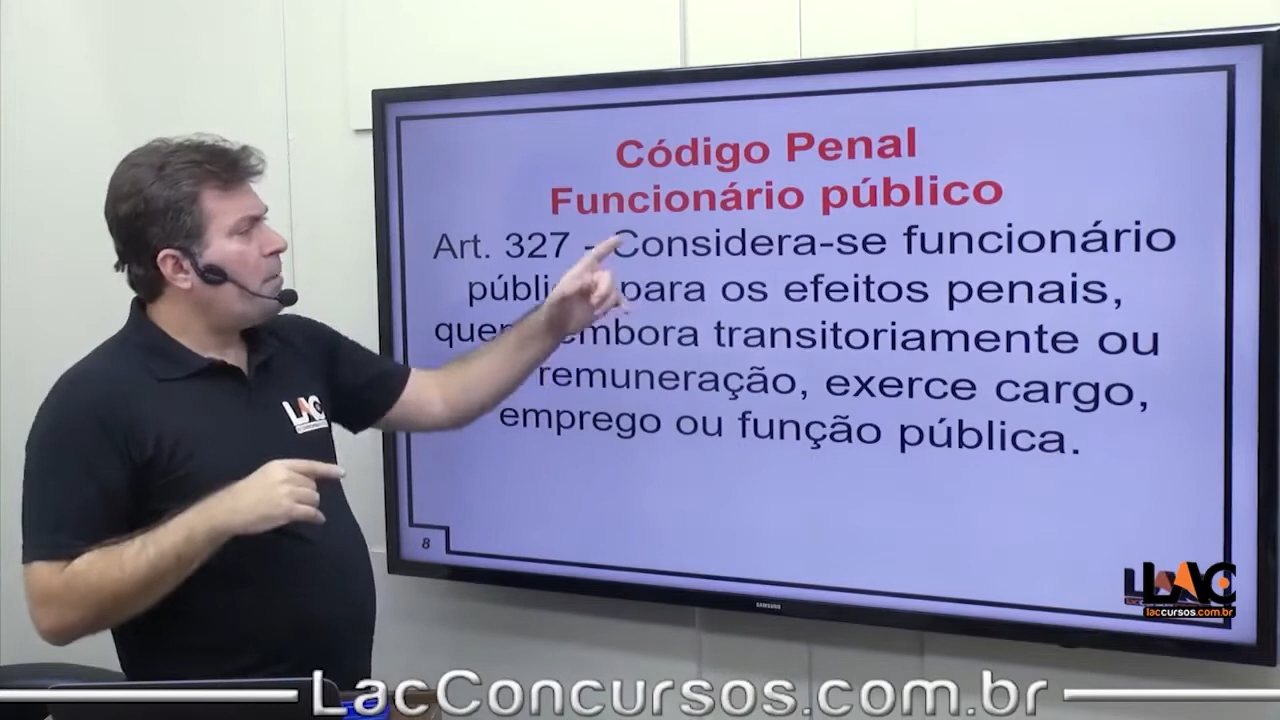 Código Penal
Funcionário público
Art. 327 - Considera-se funcionário
para os efeitos penais,
embora transitoriamente ou
remuneração, exerce cargo,
emprego ou função pública.
8
SAMSUNG
LAC
LAC
laccursos.com.br
LacConcursos.com.br